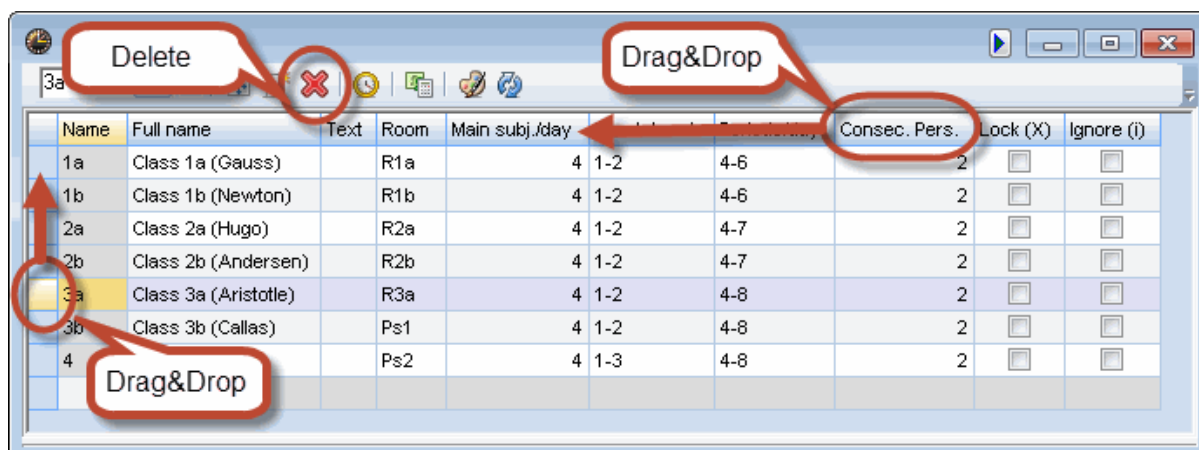 Delete
Drag&Drop
3a
Name Full name Text Room Main subj./day Consec. Pers. Lock (X) Ignore (i)
1a Class 1a (Gauss) R1a 4 1-2 4-6 2
1b Class 1b (Newton) R1b 4 1-2 4-6 2
2a Class 2a (Hugo) R2a 4 1-2 4-7 2
2b Class 2b (Andersen) R2b 4 1-2 4-7 2
3a Class 3a (Aristotle) R3a 4 1-2 4-8 2
3b Class 3b (Callas) Ps1 4 1-2 4-8 2
4 Ps2 4 1-3 4-8 2
Drag&Drop